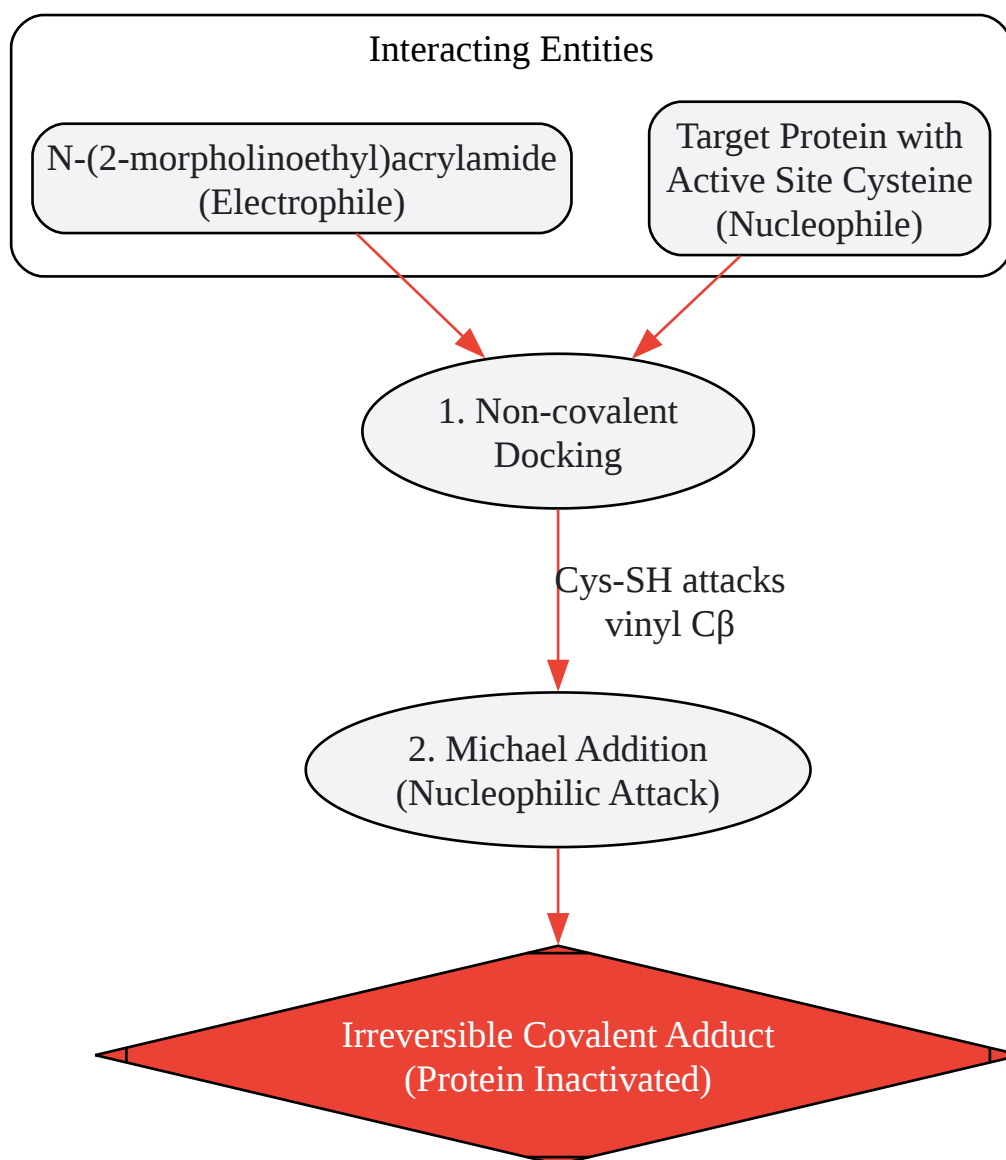 Interacting Entities
N-(2-morpholinoethyl)acrylamide
(Electrophile)
Target Protein with
Active Site Cysteine
(Nucleophile)
1. Non-covalent
Docking
Cys-SH attacks
vinyl Cβ
2. Michael Addition
(Nucleophilic Attack)
Irreversible Covalent Adduct
(Protein Inactivated)